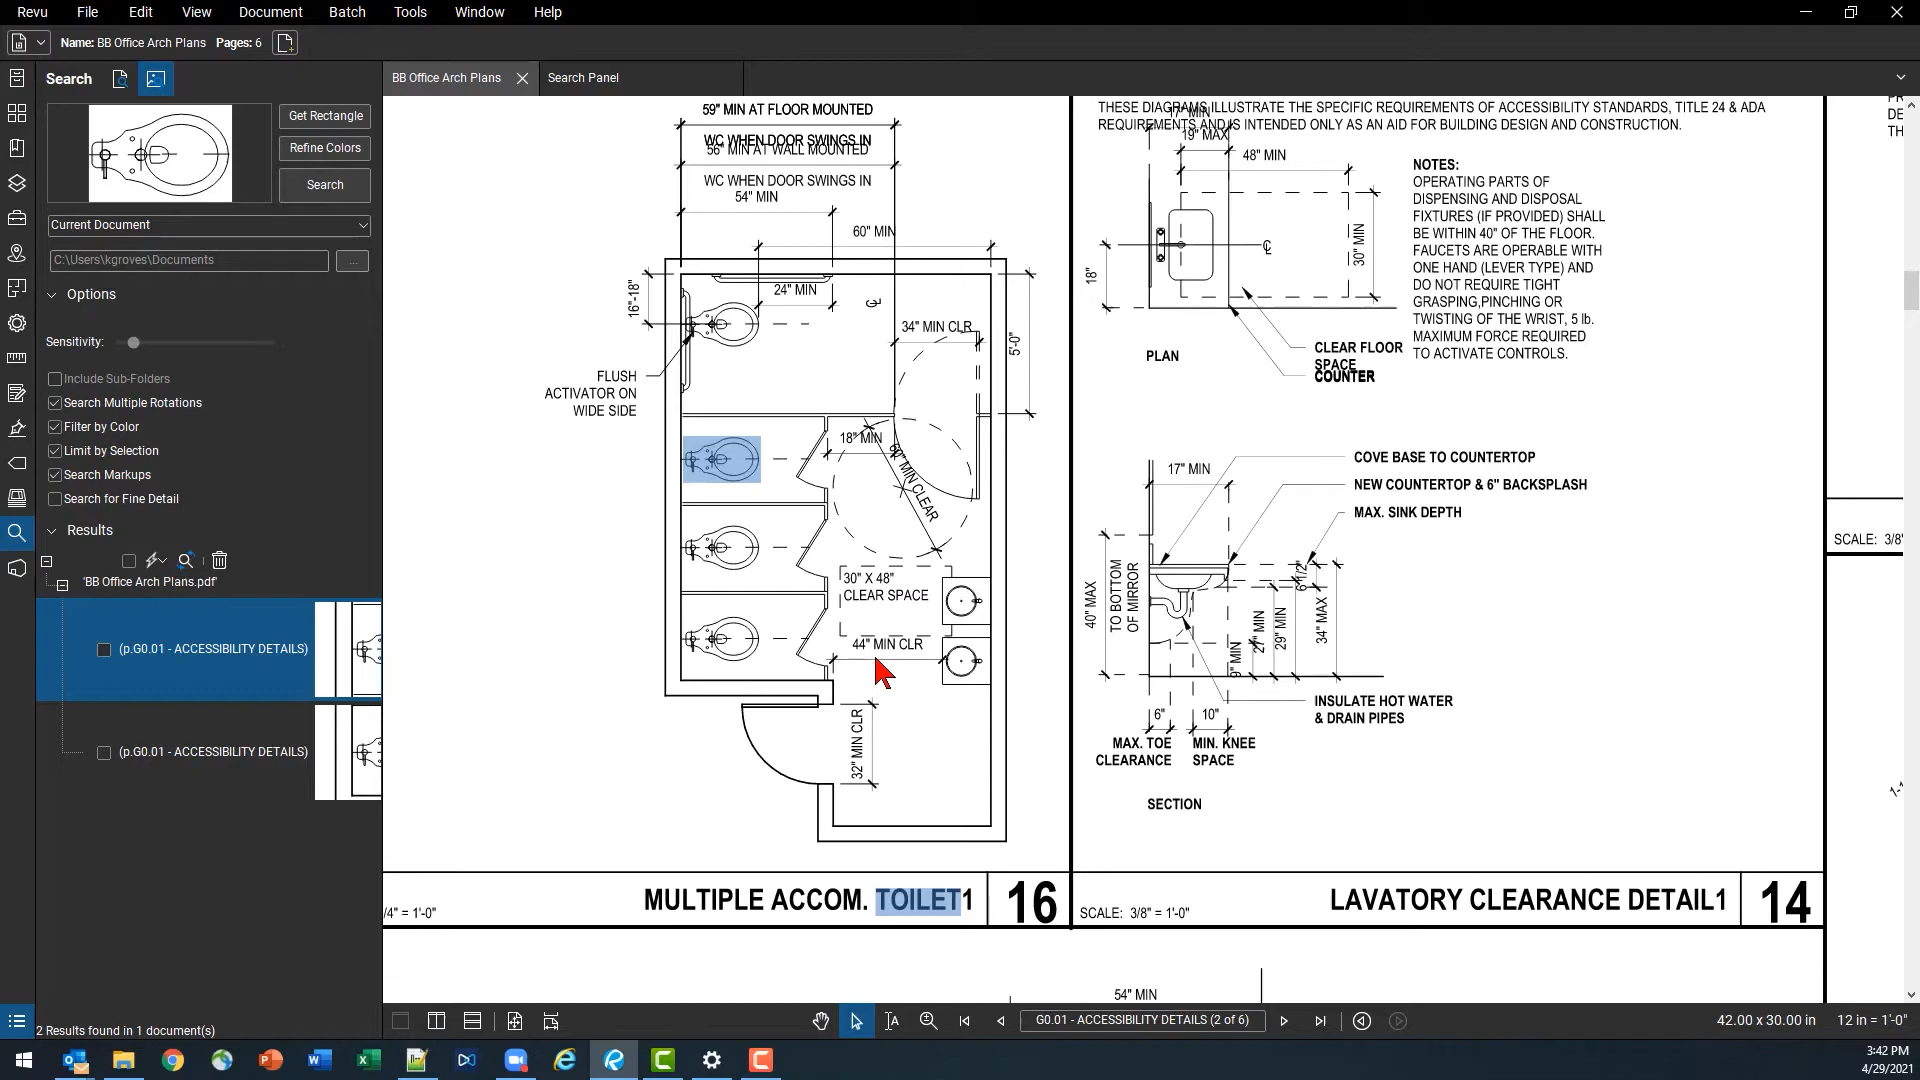 Revu File Edit View Document Batch Tools Window Help
Name: BB Office Arch Plans Pages: 6
Search
BB Office Arch Plans
Search Panel
Get Rectangle
Refine Colors
Search
Current Document
C:\Users\kgroves\Documents
...
Options
Sensitivity:
Include Sub-Folders
Search Multiple Rotations
Filter by Color
Limit by Selection
Search Markups
Search for Fine Detail
Results
'BB Office Arch Plans.pdf'
(p.G0.01 - ACCESSIBILITY DETAILS)
(p.G0.01 - ACCESSIBILITY DETAILS)
2 Results found in 1 document(s)
59" MIN AT FLOOR MOUNTED
WC WHEN DOOR SWINGS IN
56" MIN AT WALL MOUNTED
WC WHEN DOOR SWINGS IN
54" MIN
60" MIN
16"-18"
24" MIN
34" MIN CLR
5'-0"
FLUSH
ACTIVATOR ON
WIDE SIDE
18" MIN
60" MIN CLEAR
30" X 48"
CLEAR SPACE
44" MIN CLR
32" MIN CLR
/4" = 1'-0"
MULTIPLE ACCOM. TOILET1
16
THESE DIAGRAMS ILLUSTRATE THE SPECIFIC REQUIREMENTS OF ACCESSIBILITY STANDARDS, TITLE 24 & ADA
REQUIREMENTS AND IS INTENDED ONLY AS AN AID FOR BUILDING DESIGN AND CONSTRUCTION.
17" MIN
19" MAX
48" MIN
30" MIN
18"
NOTES:
OPERATING PARTS OF
DISPENSING AND DISPOSAL
FIXTURES (IF PROVIDED) SHALL
BE WITHIN 40" OF THE FLOOR.
FAUCETS ARE OPERABLE WITH
ONE HAND (LEVER TYPE) AND
DO NOT REQUIRE TIGHT
GRASPING,PINCHING OR
TWISTING OF THE WRIST, 5 lb.
MAXIMUM FORCE REQUIRED
TO ACTIVATE CONTROLS.
CLEAR FLOOR
SPACE
COUNTER
PLAN
17" MIN
COVE BASE TO COUNTERTOP
NEW COUNTERTOP & 6" BACKSPLASH
MAX. SINK DEPTH
6 1/2"
40" MAX
TO BOTTOM
OF MIRROR
9" MIN
27" MIN
29" MIN
34" MAX
INSULATE HOT WATER
& DRAIN PIPES
6"
10"
MAX. TOE
CLEARANCE
MIN. KNEE
SPACE
SECTION
SCALE: 3/8" = 1'-0"
LAVATORY CLEARANCE DETAIL1
14
DE
TH
SCALE: 3/8"
54" MIN
G0.01 - ACCESSIBILITY DETAILS (2 of 6)
42.00 x 30.00 in
12 in = 1'-0"
3:42 PM
4/29/2021